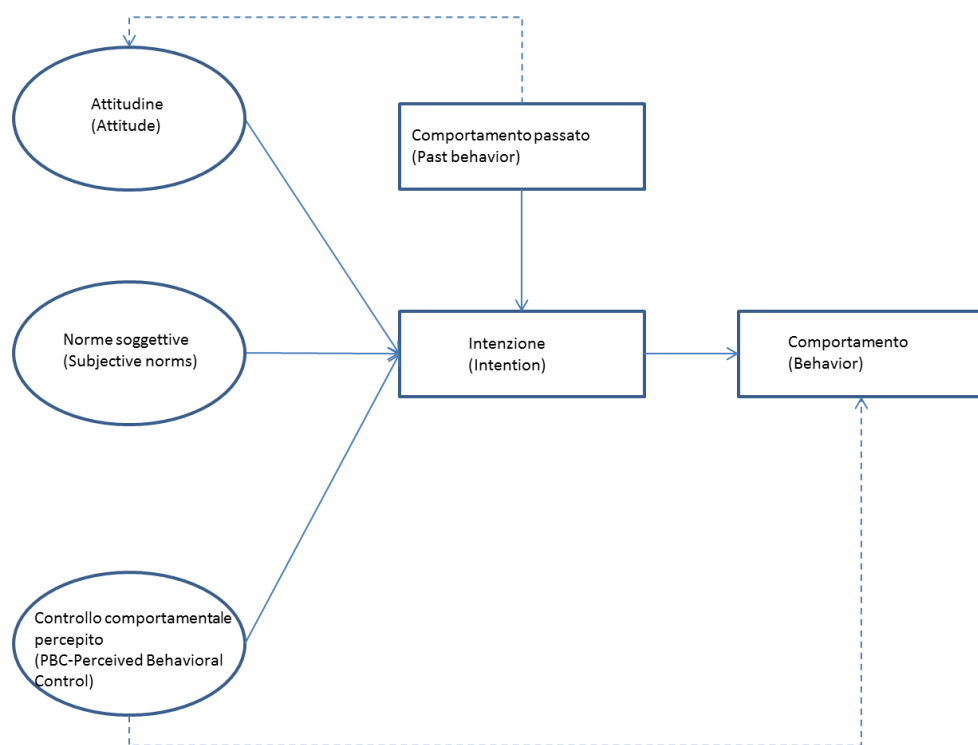 Attitudine
(Attitude)
Comportamento passato
(Past behavior)
Norme soggettive
(Subjective norms)
Intenzione
(Intention)
Comportamento
(Behavior)
Controllo comportamentale
percepito
(PBC-Perceived Behavioral
Control)